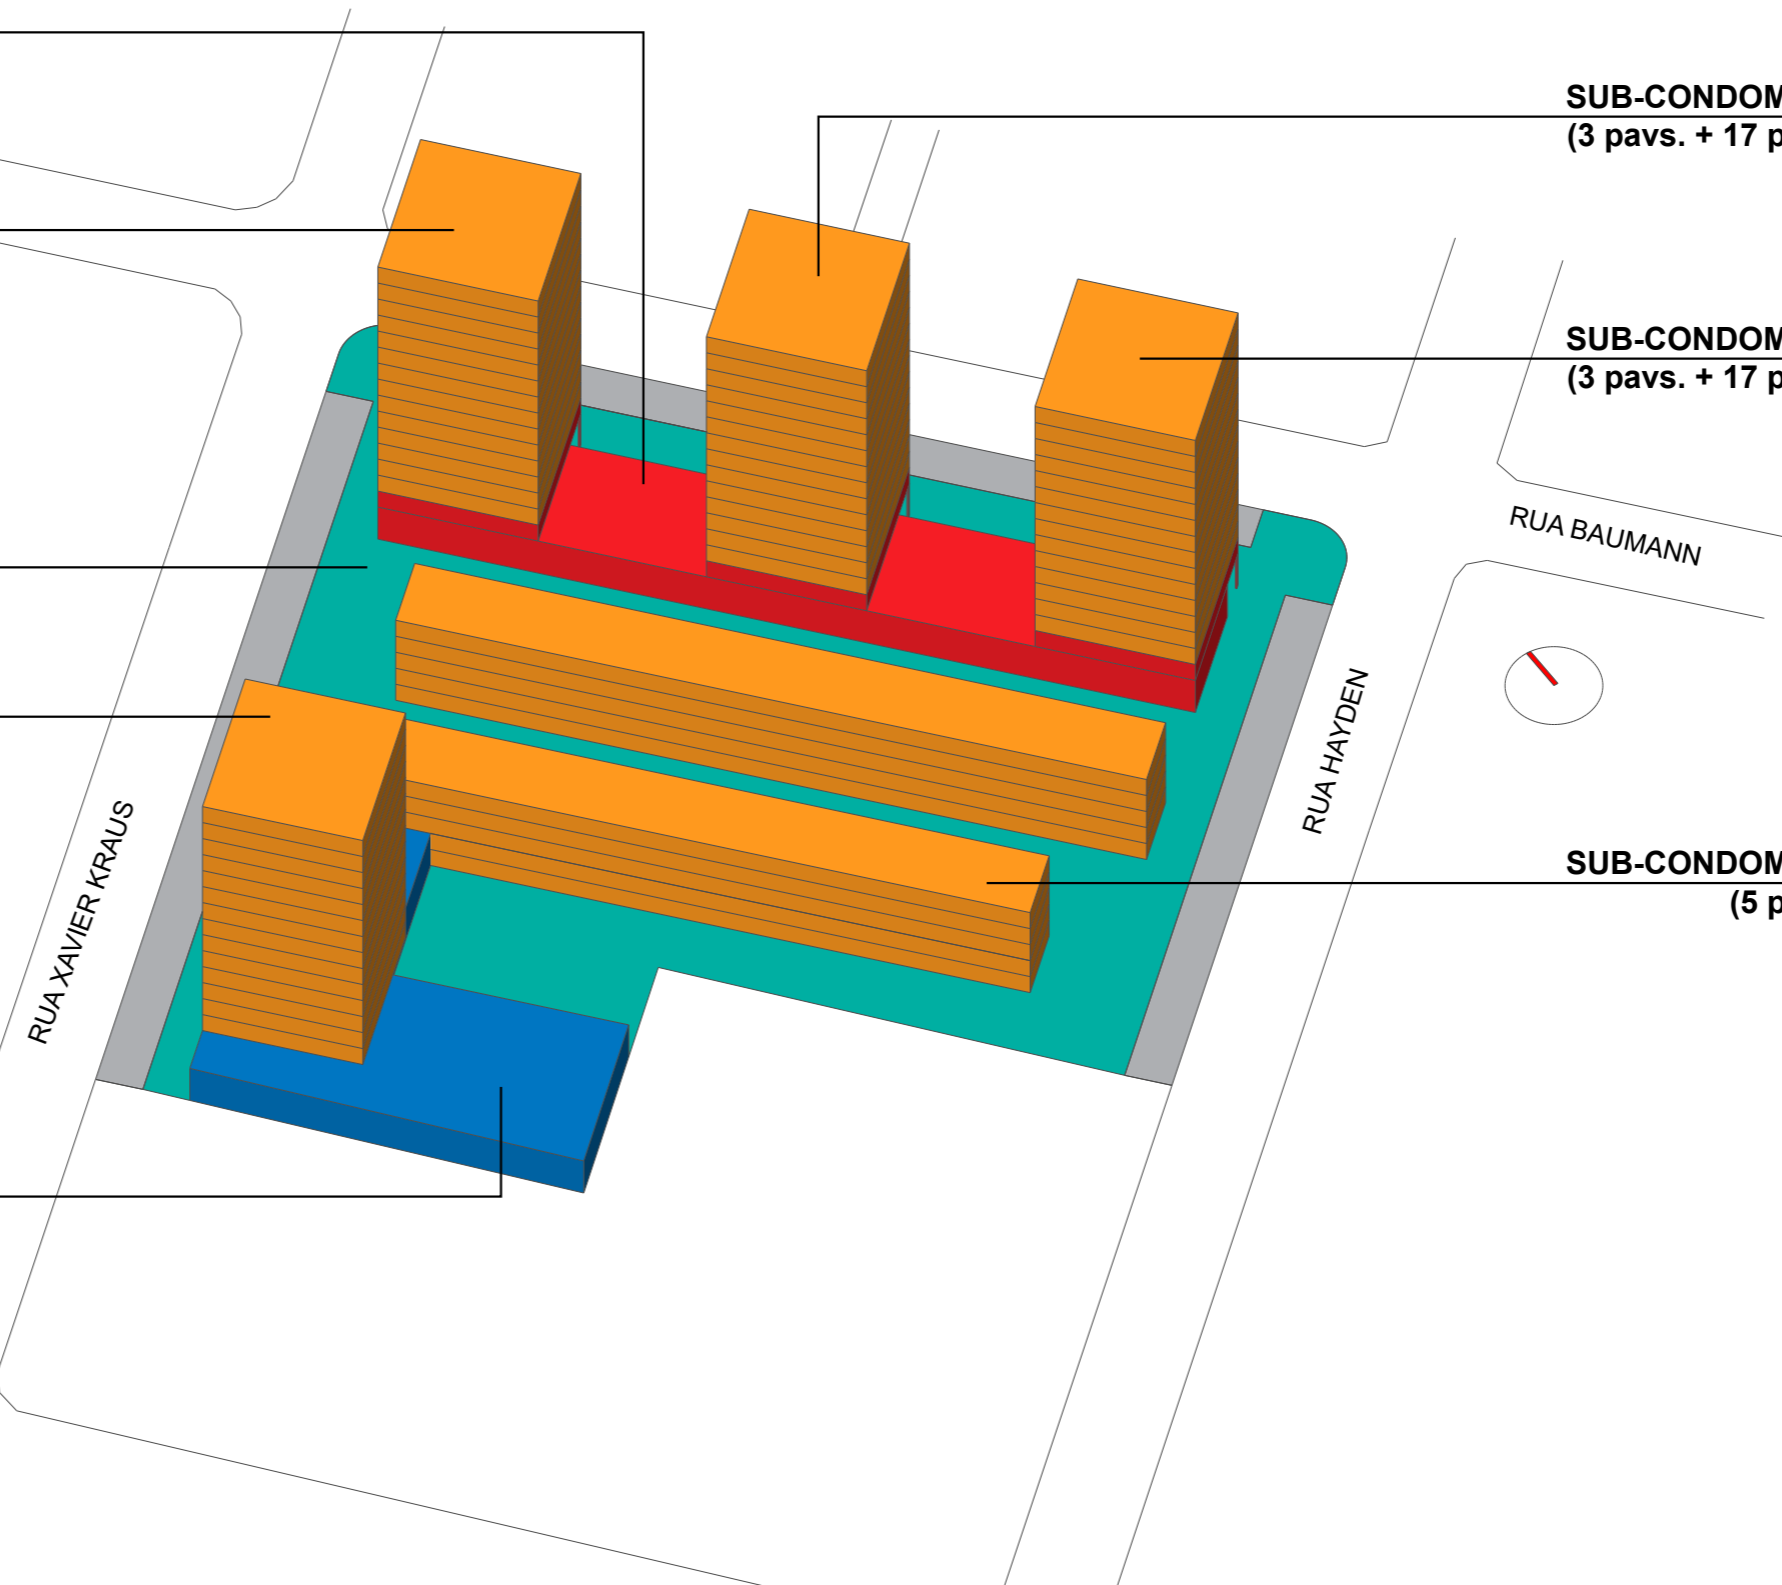 SUB-CONDOM
(3 pavs. + 17 p
SUB-CONDOM
(3 pavs. + 17 p
RUA BAUMANN
RUA HAYDEN
RUA XAVIER KRAUS
SUB-CONDOM
(5 p